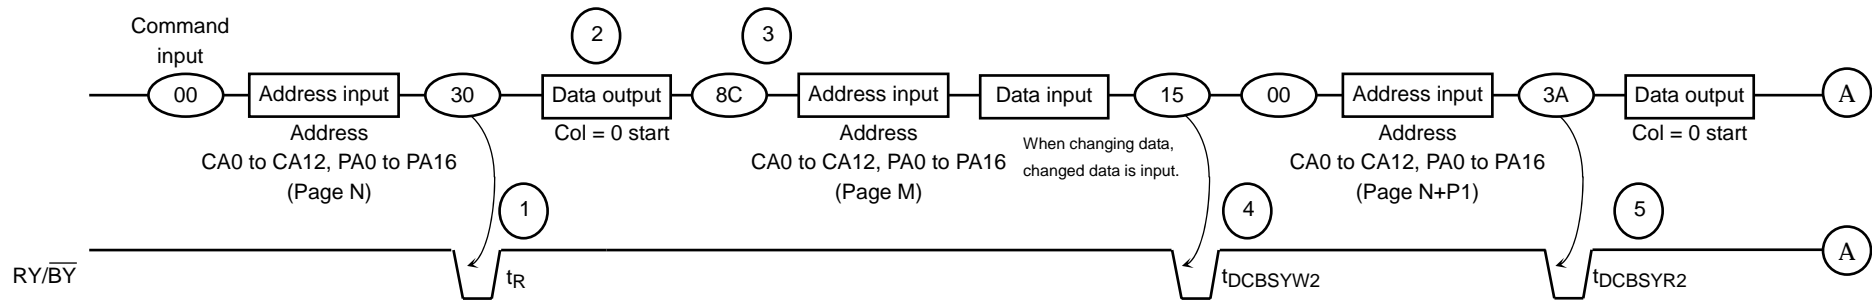 Command
input
2
3
00
Address input
30
Data output
8C
Address input
Data input
15
00
Address input
3A
Data output
A
Address
CA0 to CA12, PA0 to PA16
(Page N)
Col = 0 start
Address
CA0 to CA12, PA0 to PA16
(Page M)
When changing data,
changed data is input.
Address
CA0 to CA12, PA0 to PA16
(Page N+P1)
Col = 0 start
1
4
5
RY/B̅Y̅
tR
tDCBSYW2
tDCBSYR2
A